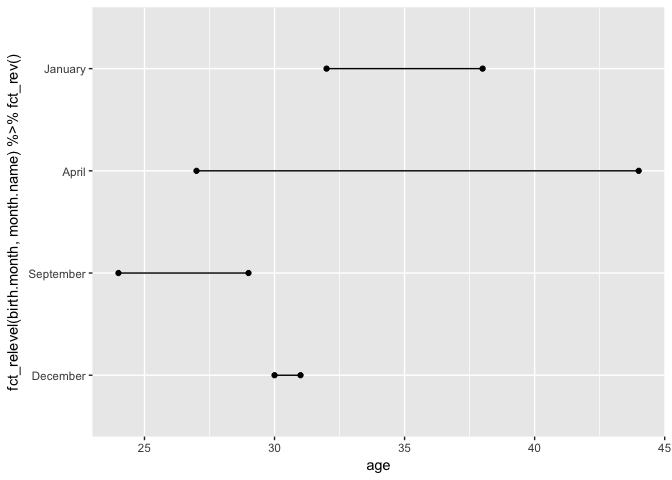 fct_relevel(birth.month, month.name) %>% fct_rev()
January
April
September
December
25 30 35 40 45
age